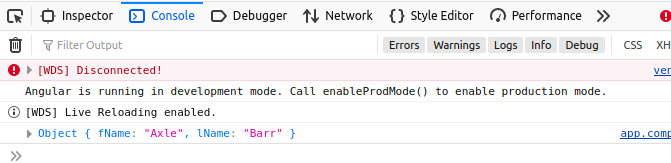 Inspector Console Debugger Network Style Editor Performance
Filter Output Errors Warnings Logs Info Debug CSS XH
[WDS] Disconnected! ver
Angular is running in development mode. Call enableProdMode() to enable production mode.
[WDS] Live Reloading enabled.
Object { fName: "Axle", lName: "Barr" } app.comp